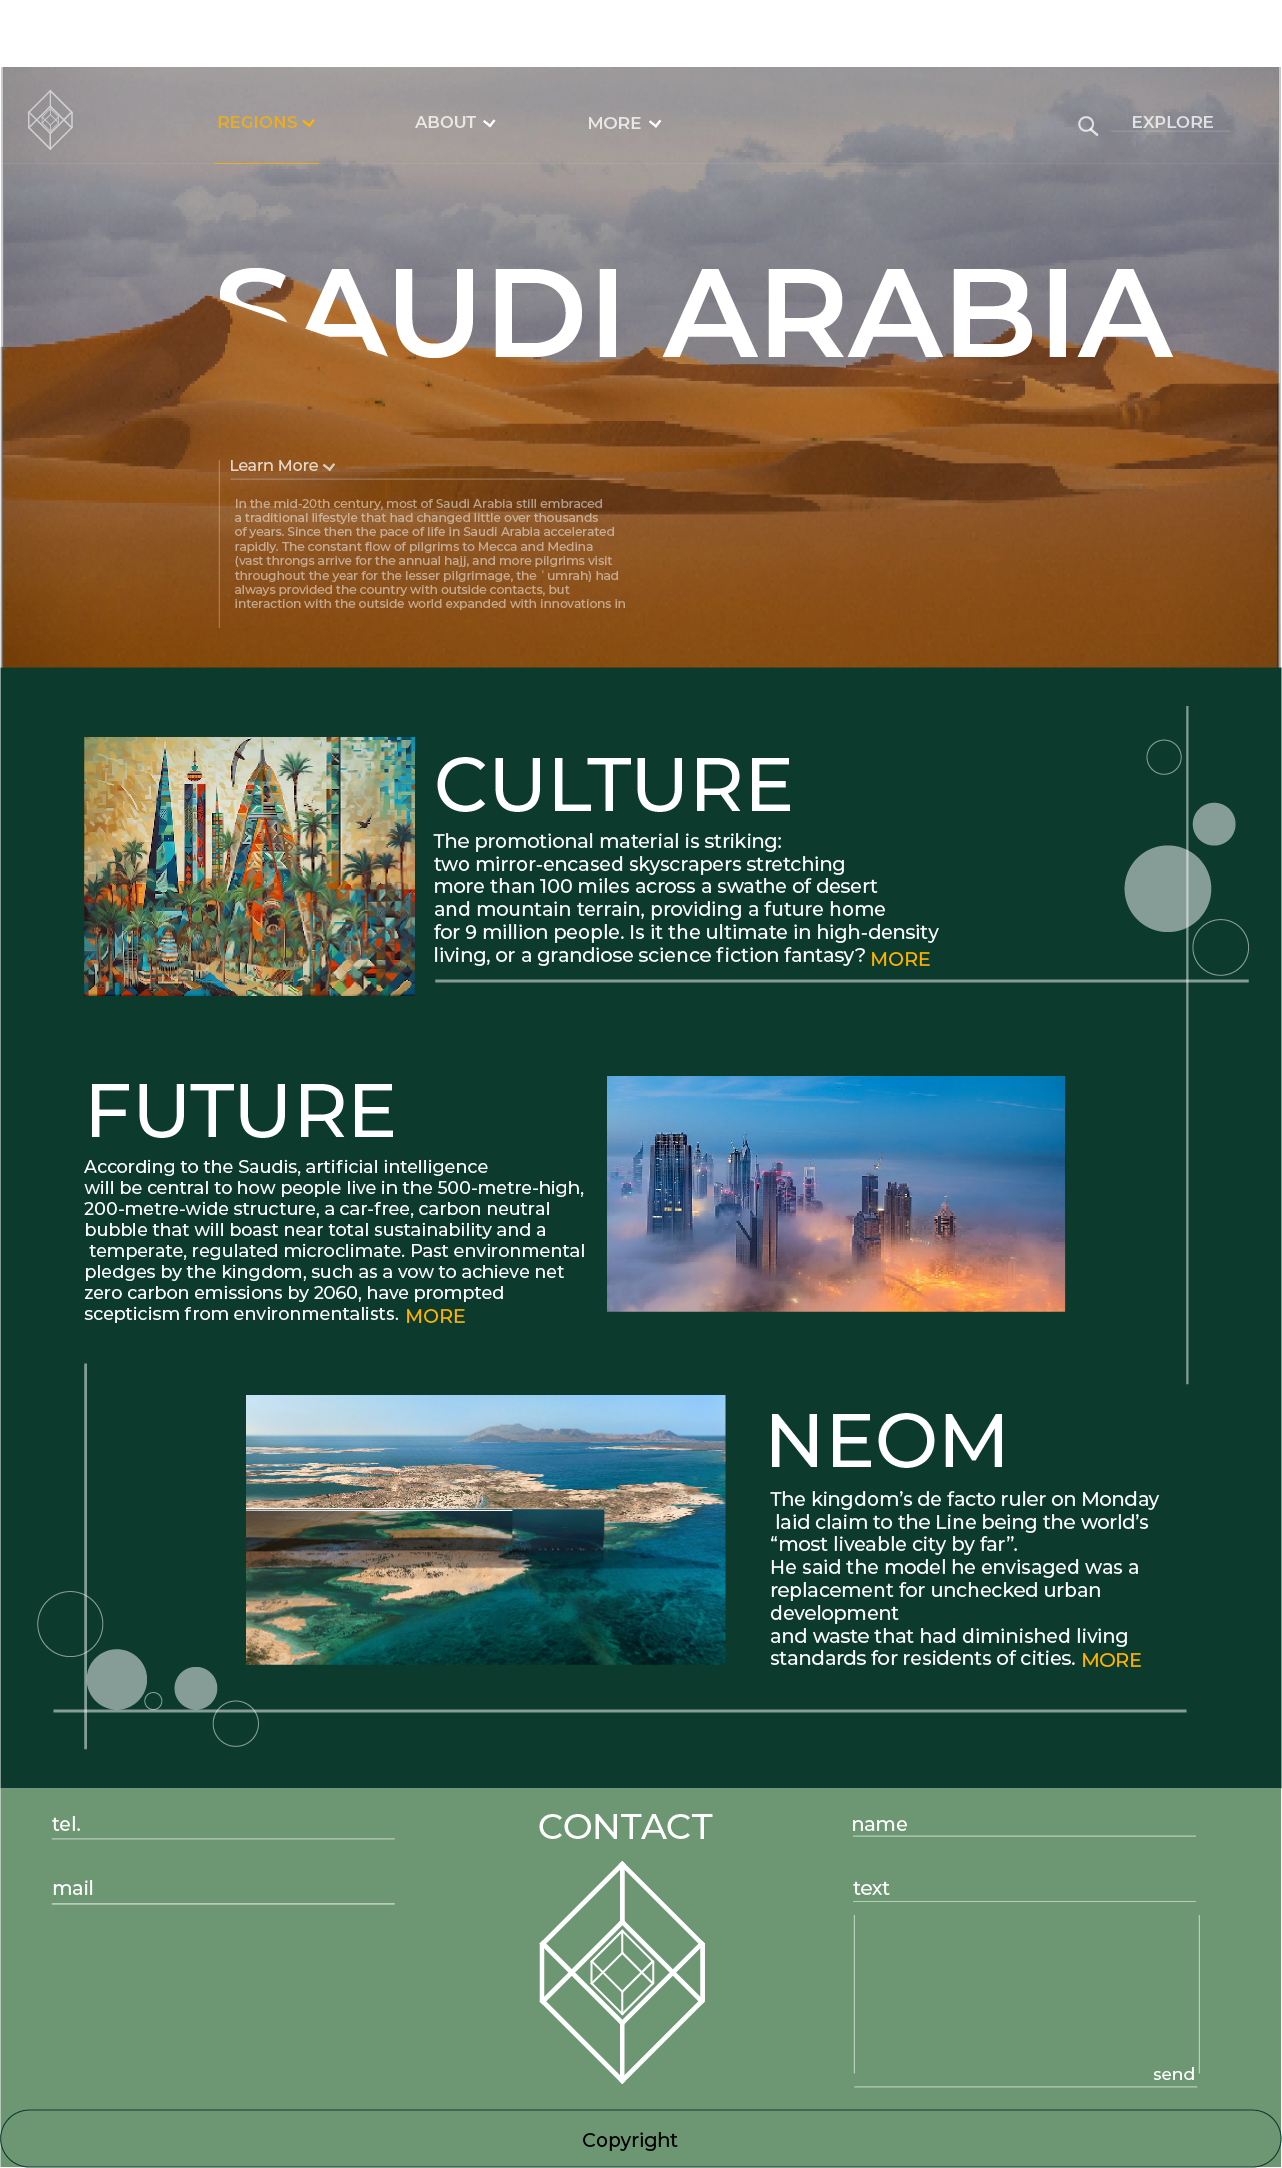 REGIONS
ABOUT
MORE
EXPLORE
SAUDI ARABIA
Learn More
In the mid-20th century, most of Saudi Arabia still embraced
a traditional lifestyle that had changed little over thousands
of years. Since then the pace of life in Saudi Arabia accelerated
rapidly. The constant flow of pilgrims to Mecca and Medina
(vast throngs arrive for the annual hajj, and more pilgrims visit
throughout the year for the lesser pilgrimage, the `umrah) had
always provided the country with outside contacts, but
interaction with the outside world expanded with innovations in
CULTURE
The promotional material is striking:
two mirror-encased skyscrapers stretching
more than 100 miles across a swathe of desert
and mountain terrain, providing a future home
for 9 million people. Is it the ultimate in high-density
living, or a grandiose science fiction fantasy? MORE
FUTURE
According to the Saudis, artificial intelligence
will be central to how people live in the 500-metre-high,
200-metre-wide structure, a car-free, carbon neutral
bubble that will boast near total sustainability and a
temperate, regulated microclimate. Past environmental
pledges by the kingdom, such as a vow to achieve net
zero carbon emissions by 2060, have prompted
scepticism from environmentalists. MORE
NEOM
The kingdom’s de facto ruler on Monday
laid claim to the Line being the world’s
“most liveable city by far”.
He said the model he envisaged was a
replacement for unchecked urban
development
and waste that had diminished living
standards for residents of cities. MORE
tel.
CONTACT
name
mail
text
send
Copyright